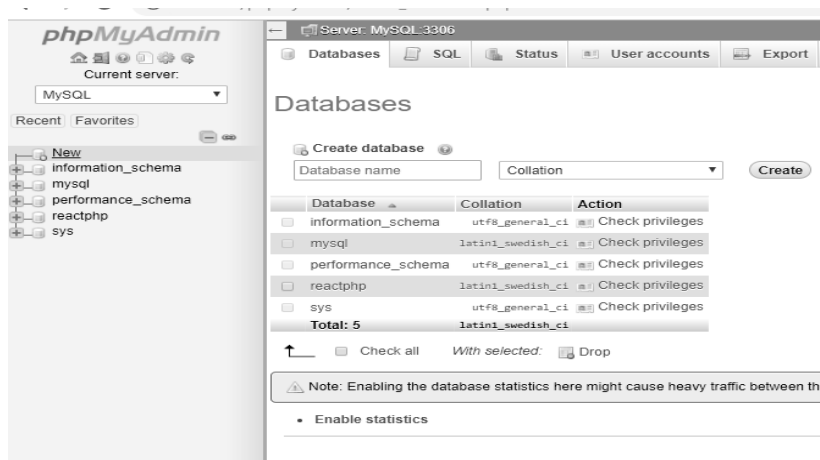 phpMyAdmin
Current server:
MySQL
Recent Favorites
New
information_schema
mysql
performance_schema
reactphp
sys
Server: MySQL:3306
Databases SQL Status User accounts Export
Databases
Create database
Database name Collation Create
Database Collation Action
information_schema utf8_general_ci Check privileges
mysql latin1_swedish_ci Check privileges
performance_schema utf8_general_ci Check privileges
reactphp latin1_swedish_ci Check privileges
sys utf8_general_ci Check privileges
Total: 5 latin1_swedish_ci
Check all With selected: Drop
Note: Enabling the database statistics here might cause heavy traffic between th
Enable statistics